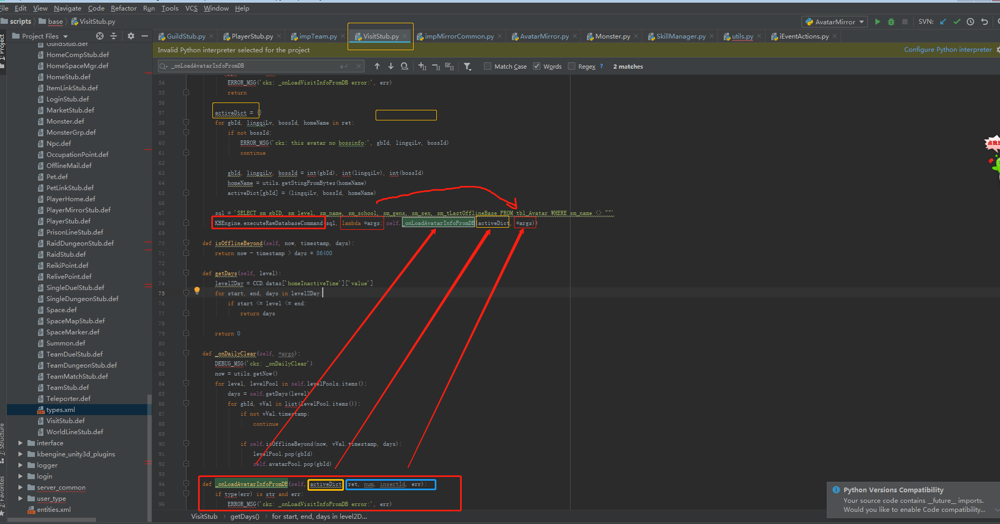 File Edit View Navigate Code Refactor Run Tools VCS Window Help
scripts base VisitStub.py AvatarMirror SVN:
Project Files
GuildStub.py PlayerStub.py impTeam.py VisitStub.py impMirrorCommon.py AvatarMirror.py Monster.py SkillManager.py utils.py iEventActions.py
Invalid Python interpreter selected for the project Configure Python interpreter
_onLoadAvatarInfoFromDB Match Case Words Regex ? 2 matches
1: Project
7: Structure
2: Favorites
GuildStub.def
HomeCompStub.def
HomeSpaceMgr.def
HomeStub.def
ItemLinkStub.def
LoginStub.def
MarketStub.def
Monster.def
MonsterGrp.def
Npc.def
OccupationPoint.def
OfflineMail.def
Pet.def
PetLinkStub.def
PlayerHome.def
PlayerMirrorStub.def
PlayerStub.def
PrisonLineStub.def
RaidDungeonStub.def
RaidStub.def
ReikiPoint.def
RelivePoint.def
SingleDuelStub.def
SingleDungeonStub.def
Space.def
SpaceMapStub.def
SpaceMarker.def
Summon.def
TeamDuelStub.def
TeamDungeonStub.def
TeamMatchStub.def
TeamStub.def
Teleporter.def
types.xml
VisitStub.def
WorldLineStub.def
interface
kbengine_unity3d_plugins
logger
login
server_common
user_type
entities.xml
54 ERROR_MSG('ckz: _onLoadVisitInfoFromDB error:', err)
55 return
56
57 activeDict = {}
58 for gbId, lingqiLv, bossId, homeName in ret:
59 if not bossId:
60 ERROR_MSG('ckz: this avatar no bossinfo:', gbId, lingqiLv, bossId)
61 continue
62
63 gbId, lingqiLv, bossId = int(gbId), int(lingqiLv), int(bossId)
64 homeName = utils.getStingFromBytes(homeName)
65 activeDict[gbId] = (lingqiLv, bossId, homeName)
66
67 sql = 'SELECT sm_gbID, sm_level, sm_name, sm_school, sm_gens, sm_sex, sm_tLastOfflineBase FROM tbl_Avatar WHERE sm_name <> ""'
68 KBEngine.executeRawDatabaseCommand(sql, lambda *args: self._onLoadAvatarInfoFromDB(activeDict, *args))
69
70 def isOfflineBeyond(self, now, timestamp, days):
71 return now - timestamp > days * 86400
72
73 def getDays(self, level):
74 level2Day = CCD.datas['homeInactiveTime']['value']
75 for start, end, days in level2Day:
76 if start <= level <= end:
77 return days
78
79 return 0
80
81 def _onDailyClear(self, *args):
82 DEBUG_MSG('ckz: _onDailyClear')
83 now = utils.getNow()
84 for level, levelPool in self.levelPools.items():
85 days = self.getDays(level)
86 for gbId, vVal in list(levelPool.items()):
87 if not vVal.timestamp:
88 continue
89
90 if self.isOfflineBeyond(now, vVal.timestamp, days):
91 levelPool.pop(gbId)
92 self.avatarPool.pop(gbId)
93
94 def _onLoadAvatarInfoFromDB(self, activeDict, ret, num, insertId, err):
95 if type(err) is str and err:
96 ERROR_MSG('ckz: _onLoadVisitInfoFromDB error:', err)
VisitStub getDays() for start, end, days in level2D...
Python Versions Compatibility
Your source code contains __future__ imports.
Would you like to enable Code compatibility...